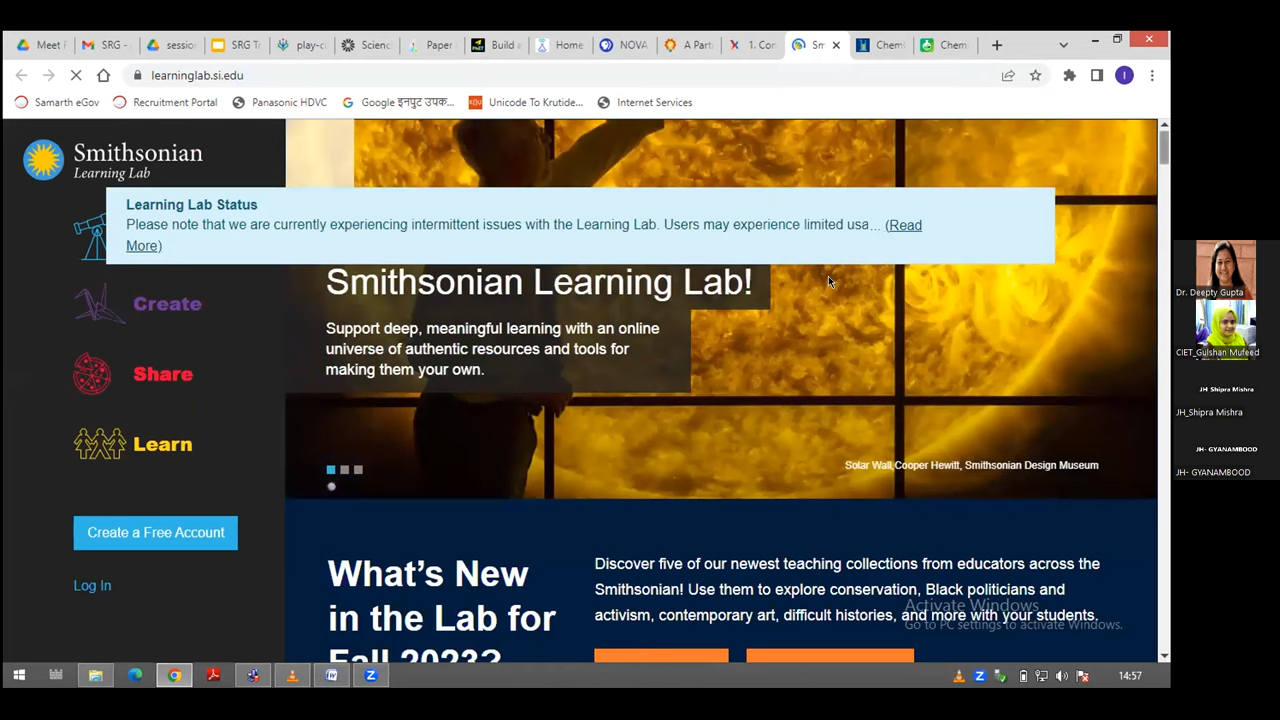 Meet F
SRG -
sessio
SRG Tr
play-cl
Scienc
Paper
Build a
Home
NOVA
A Part
1. Cor
Sm
Chem
Chemi
learninglab.si.edu
I
Samarth eGov
Recruitment Portal
Panasonic HDVC
Google इनपुट उपक...
Unicode To Krutide...
Internet Services
Smithsonian
Learning Lab
Learning Lab Status
Please note that we are currently experiencing intermittent issues with the Learning Lab. Users may experience limited usa... (Read
More)
Smithsonian Learning Lab!
Create
Support deep, meaningful learning with an online
universe of authentic resources and tools for
making them your own.
Share
Learn
Solar Wall,Cooper Hewitt, Smithsonian Design Museum
Create a Free Account
Log In
What's New
in the Lab for
Fall 2023?
Discover five of our newest teaching collections from educators across the
Smithsonian! Use them to explore conservation, Black politicians and
activism, contemporary art, difficult histories, and more with your students.
Activate Windows
Go to PC settings to activate Windows.
14:57
Dr. Deepty Gupta
CIET_Gulshan Mufeed
JH Shipra Mishra
JH_Shipra Mishra
JH- GYANAMBOOD
JH- GYANAMBOOD